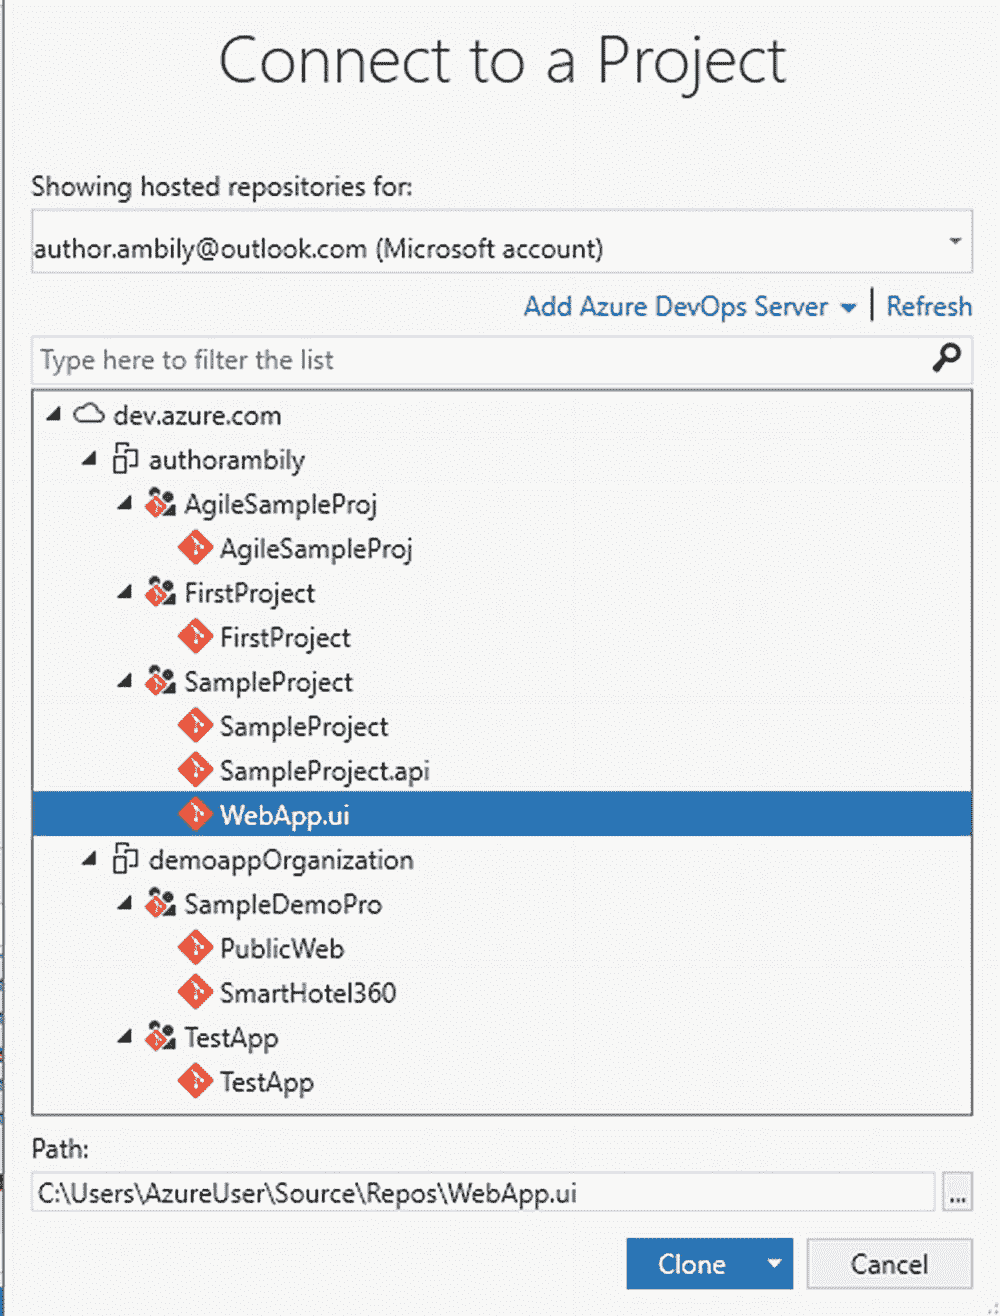 Connect to a Project
Showing hosted repositories for:
author.ambily@outlook.com (Microsoft account)
Add Azure DevOps Server | Refresh
Type here to filter the list
dev.azure.com
authorambily
AgileSampleProj
AgileSampleProj
FirstProject
FirstProject
SampleProject
SampleProject
SampleProject.api
WebApp.ui
demoappOrganization
SampleDemoPro
PublicWeb
SmartHotel360
TestApp
TestApp
Path:
C:\Users\AzureUser\Source\Repos\WebApp.ui
...
Clone
Cancel